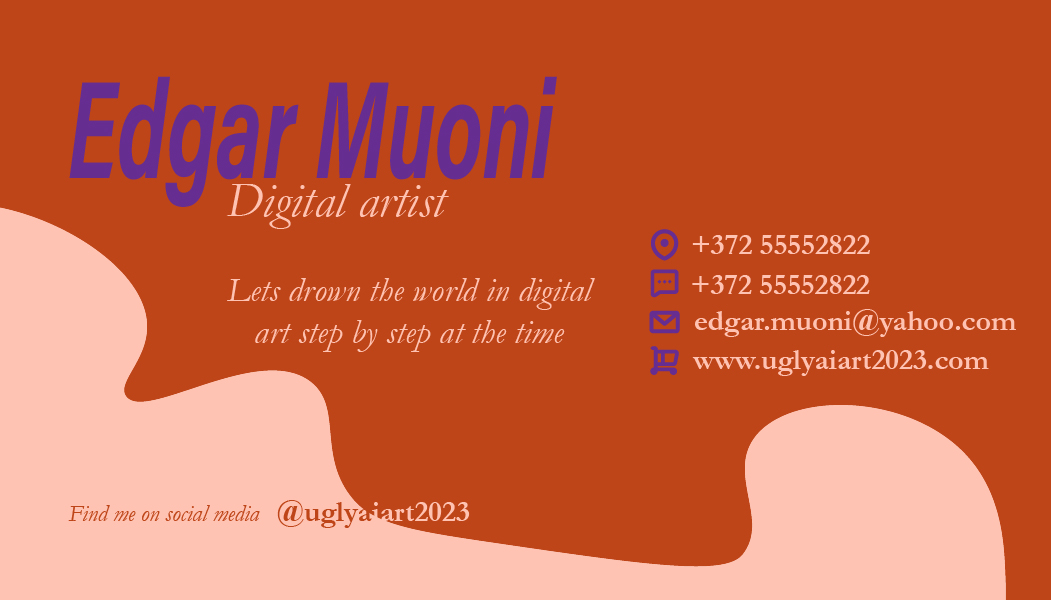 Edgar Muoni
Digital artist
Lets drown the world in digital
art step by step at the time
+372 55552822
+372 55552822
edgar.muoni@yahoo.com
www.uglyaiart2023.com
Find me on social media @uglyaiart2023